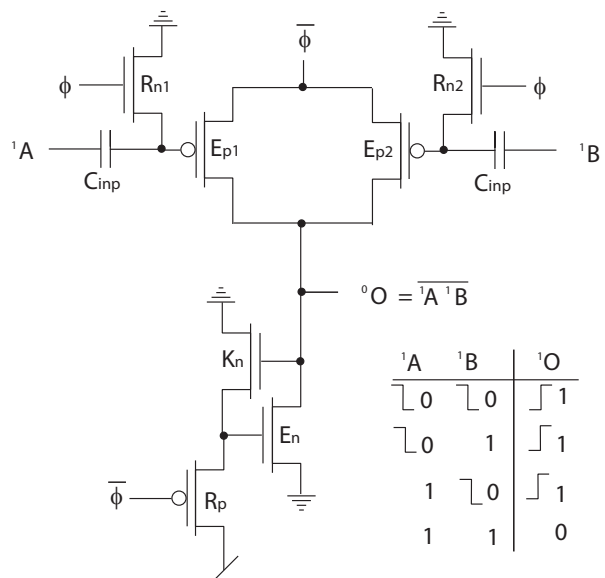 ϕ Rn1 ϕ̅ Rn2 ϕ
¹A Ep1 Ep2 ¹B
Cinp Cinp
⁰O = \overline{¹A ¹B}
Kn
En
ϕ̅ Rp
¹A ¹B ¹O
0 0 1
0 1 1
1 0 1
1 1 0